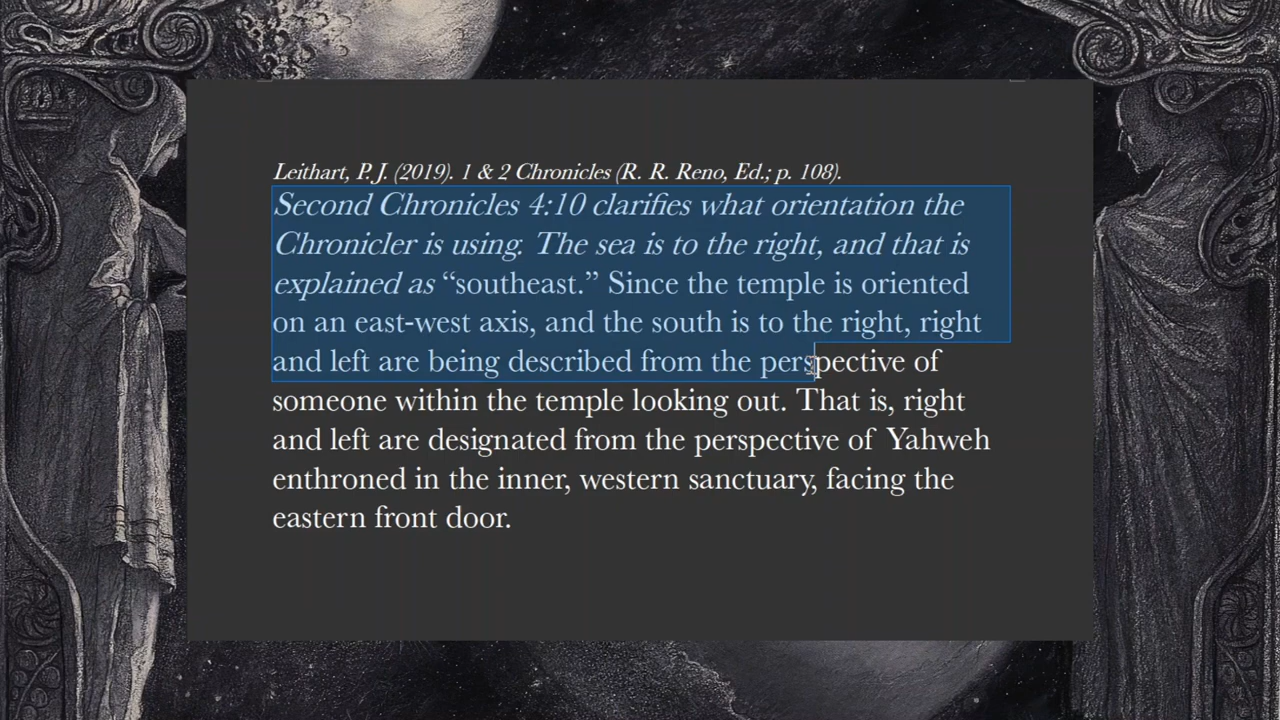 Leithart, P. J. (2019). 1 & 2 Chronicles (R. R. Reno, Ed.; p. 108).
Second Chronicles 4:10 clarifies what orientation the
Chronicler is using. The sea is to the right, and that is
explained as “southeast.” Since the temple is oriented
on an east-west axis, and the south is to the right, right
and left are being described from the perspective of
someone within the temple looking out. That is, right
and left are designated from the perspective of Yahweh
enthroned in the inner, western sanctuary, facing the
eastern front door.